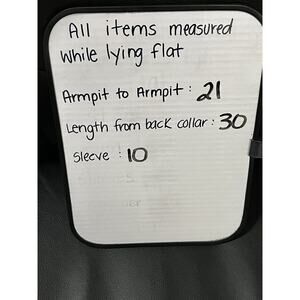 All items measured
while lying flat
Armpit to Armpit : 21
Length from back collar : 30
Sleeve : 10